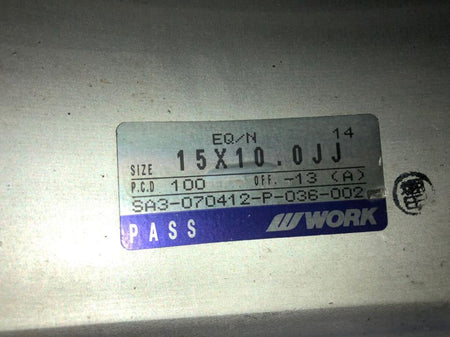 EQ/N 14
SIZE 15X10.0JJ
P.C.D 100 OFF. -13 (A)
SA3-070412-P-036-002
PASS WORK